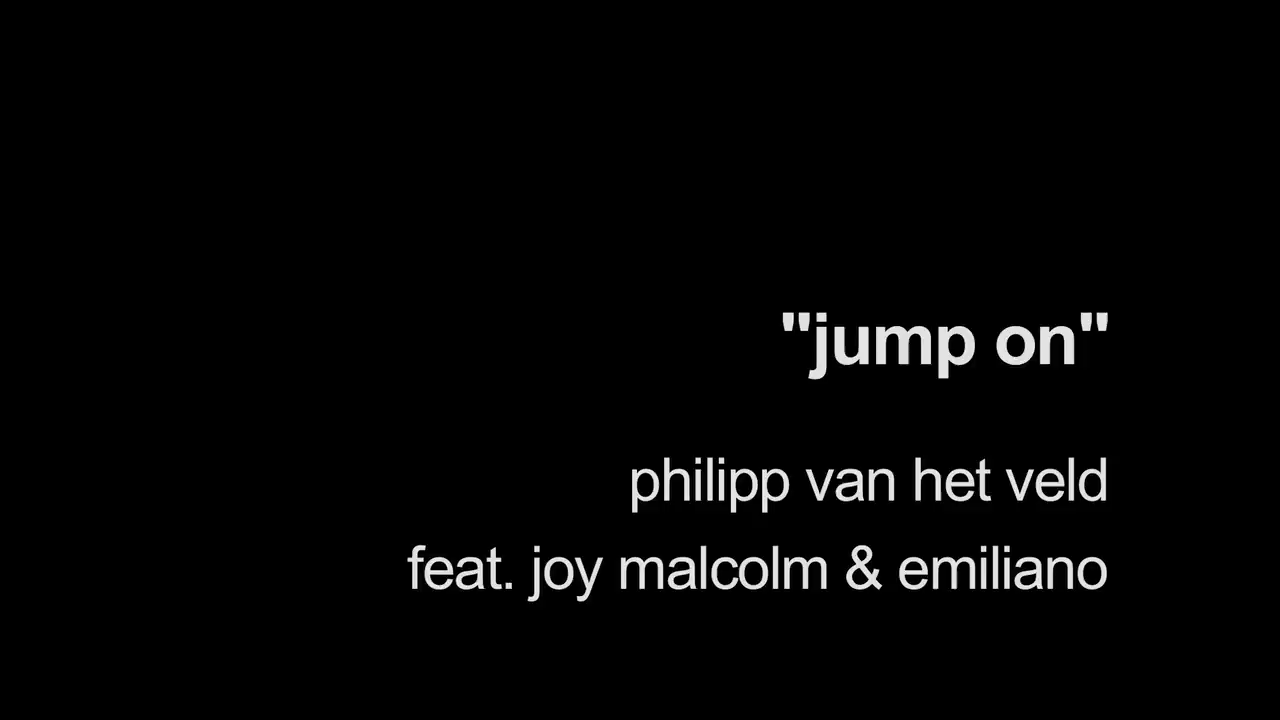 "jump on"
philipp van het veld
feat. joy malcolm & emiliano